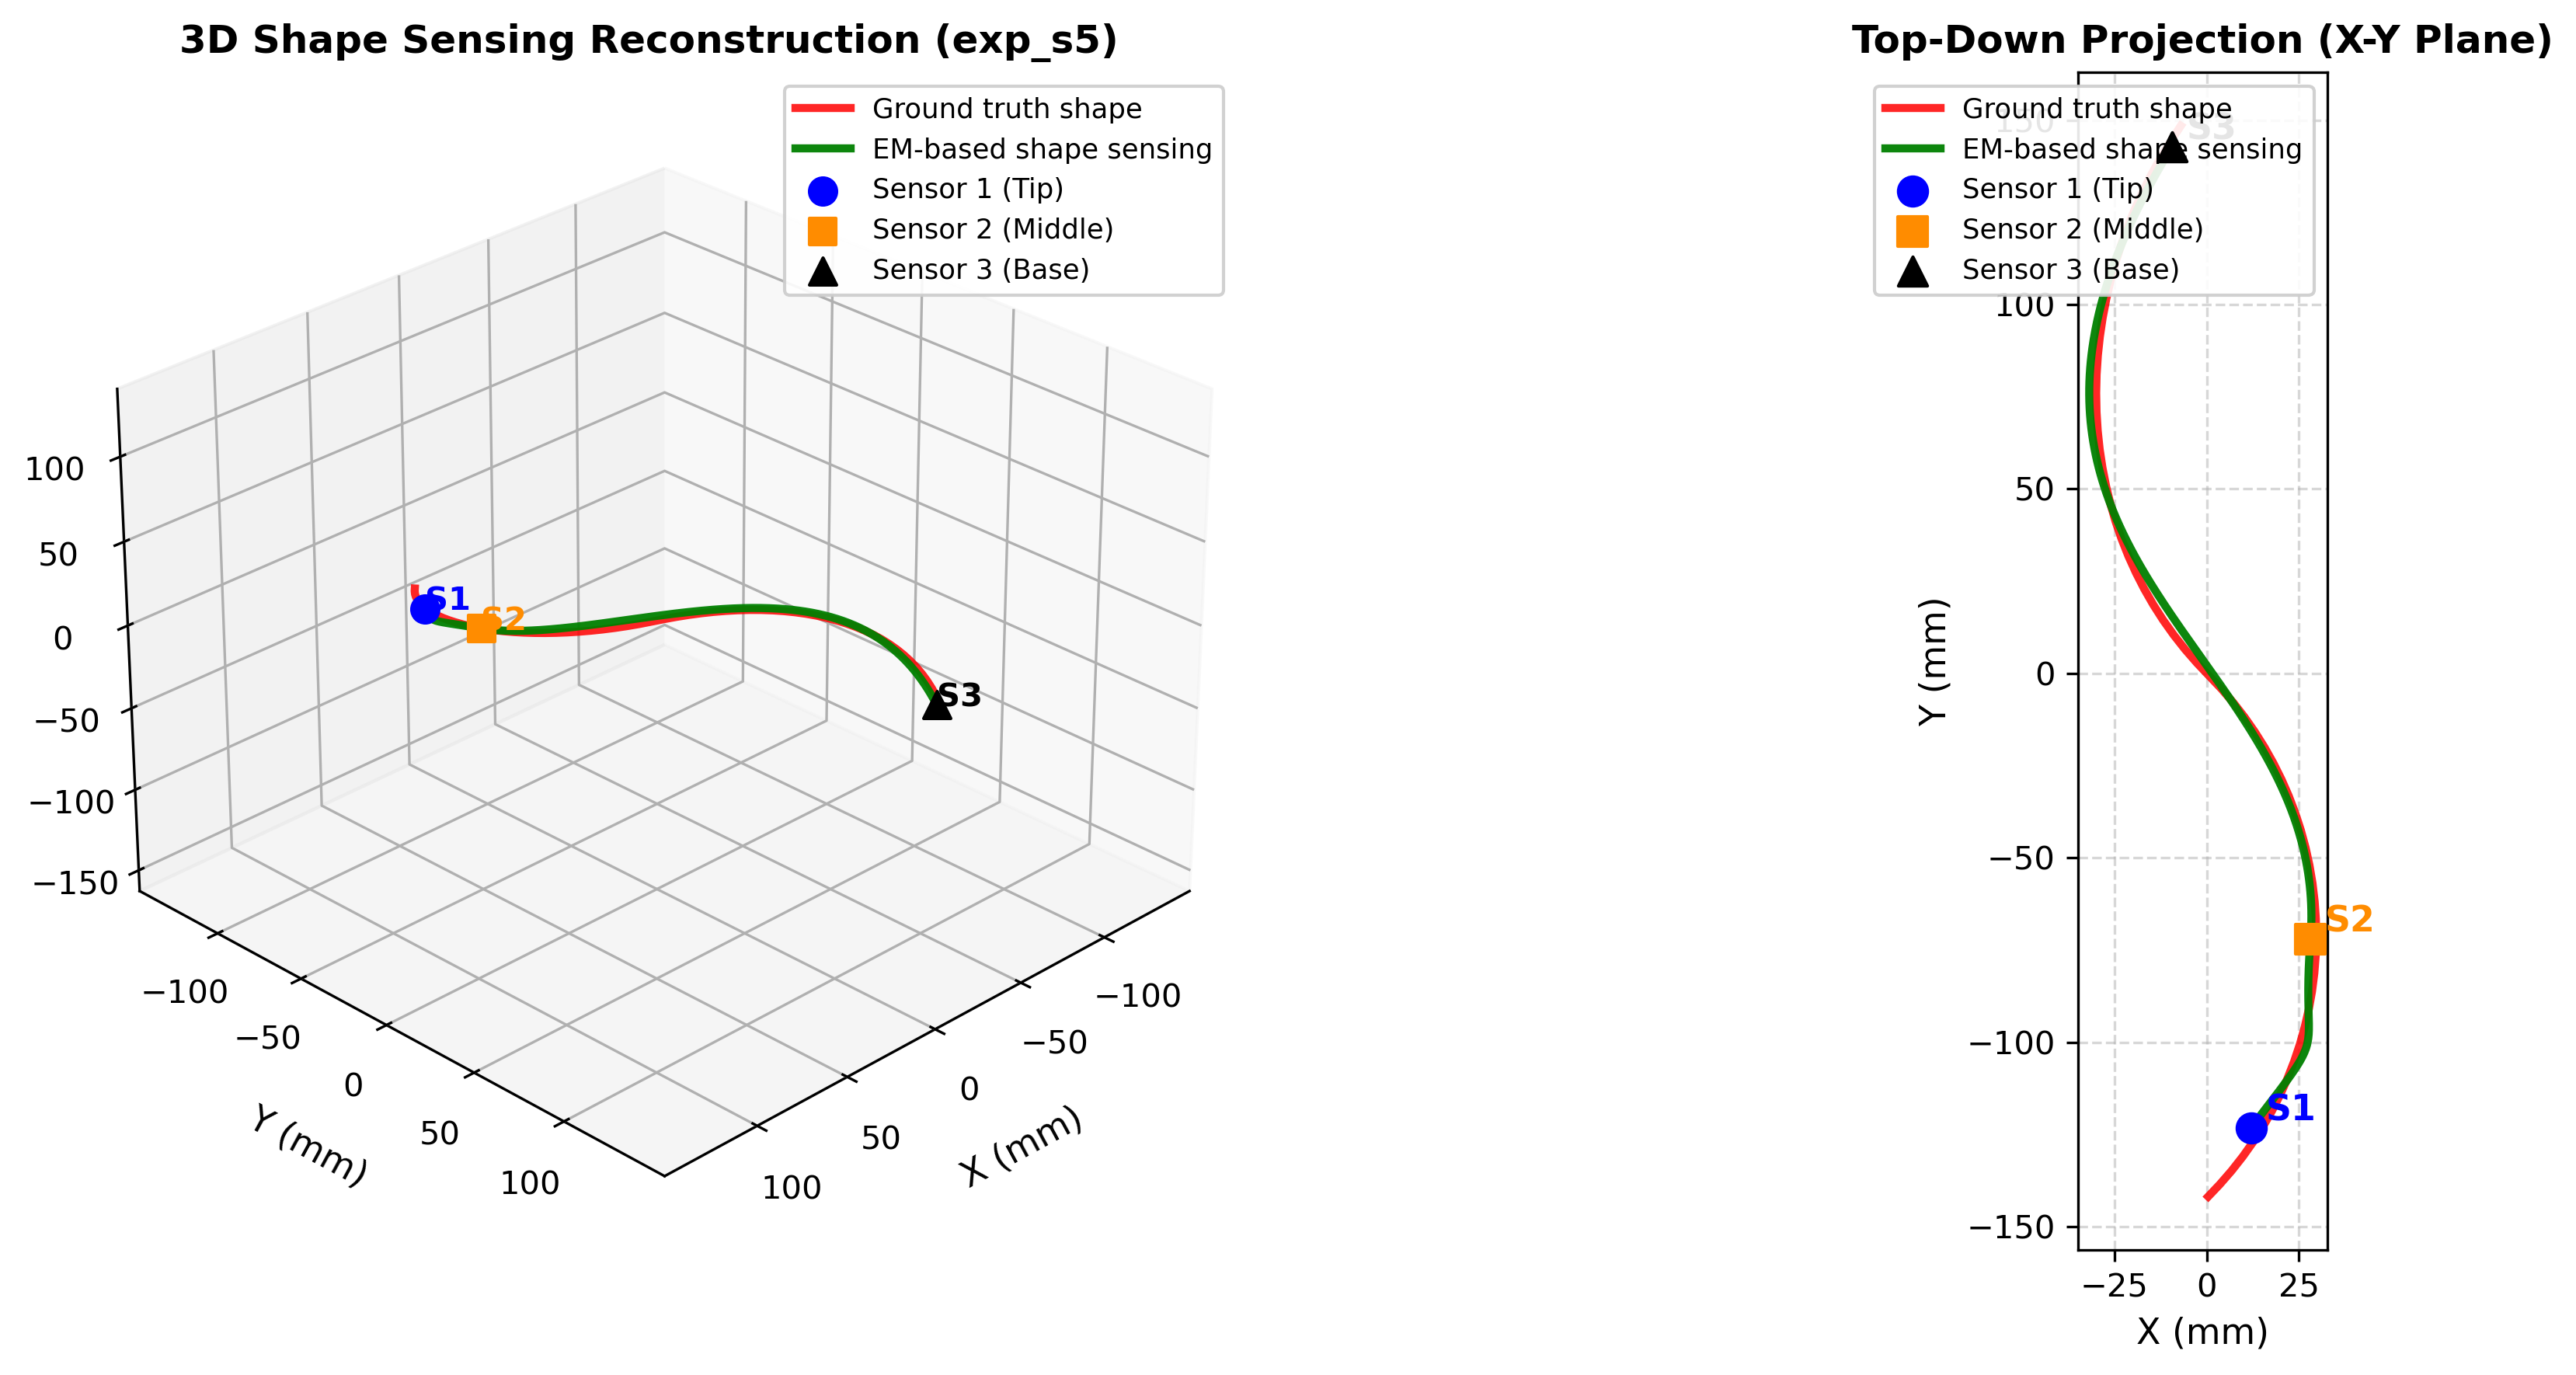 3D Shape Sensing Reconstruction (exp_s5)
Ground truth shape
EM-based shape sensing
Sensor 1 (Tip)
Sensor 2 (Middle)
Sensor 3 (Base)
100
50
0
−50
−100
−150
S1
S2
S3
−100
−50
0
50
100
Y (mm)
−100
−50
0
50
100
X (mm)
Top-Down Projection (X-Y Plane)
Ground truth shape
EM-based shape sensing
Sensor 1 (Tip)
Sensor 2 (Middle)
Sensor 3 (Base)
150
S3
100
50
0
−50
−100
−150
Y (mm)
S2
S1
−25
0
25
X (mm)